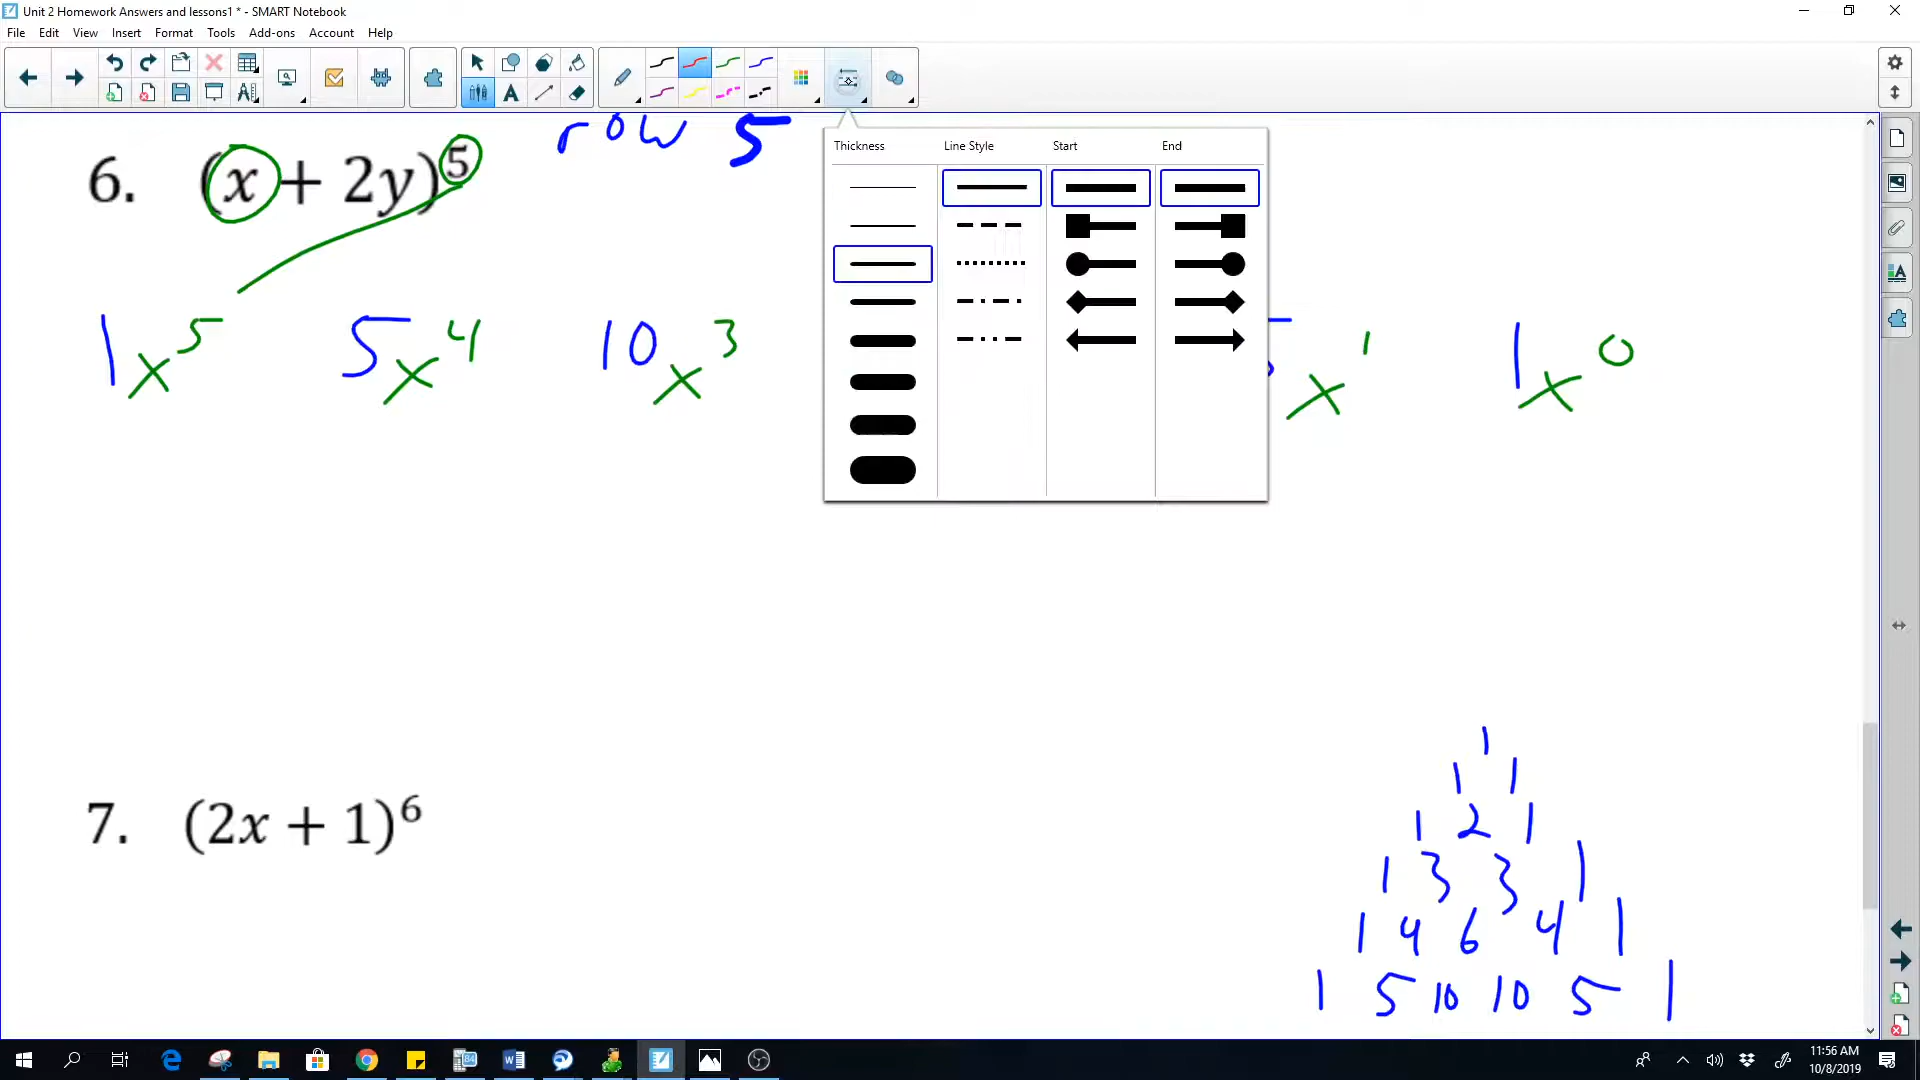 Unit 2 Homework Answers and lessons1 * - SMART Notebook
File Edit View Insert Format Tools Add-ons Account Help
row 5
6. (x + 2y)⁵
Thickness Line Style Start End
1x⁵ 5x⁴ 10x³ x¹ 1x⁰
7. (2x + 1)⁶
1
1 1
1 2 1
1 3 3 1
1 4 6 4 1
1 5 10 10 5 1
84
11:56 AM
10/8/2019